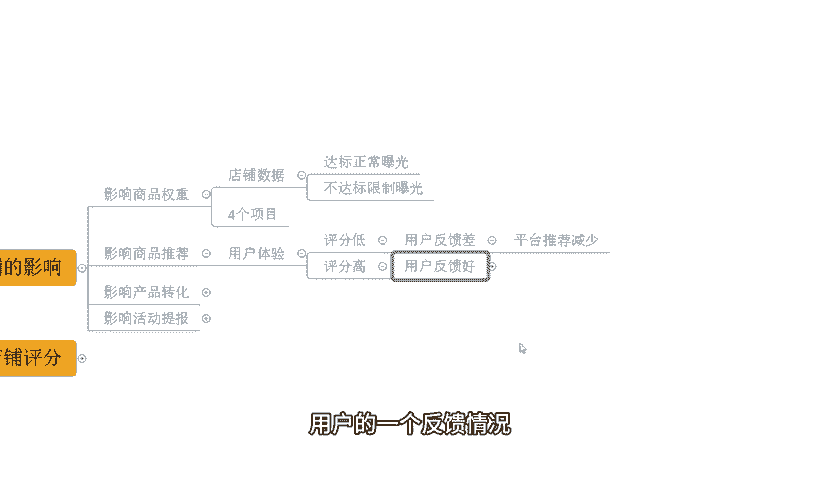 达标正常曝光
店铺数据
影响商品权重
不达标限制曝光
4个项目
评分低
用户反馈差
平台推荐减少
影响商品推荐
用户体验
的影响
评分高
用户反馈好
影响产品转化
影响活动提报
铺评分
用户的一个反馈情况